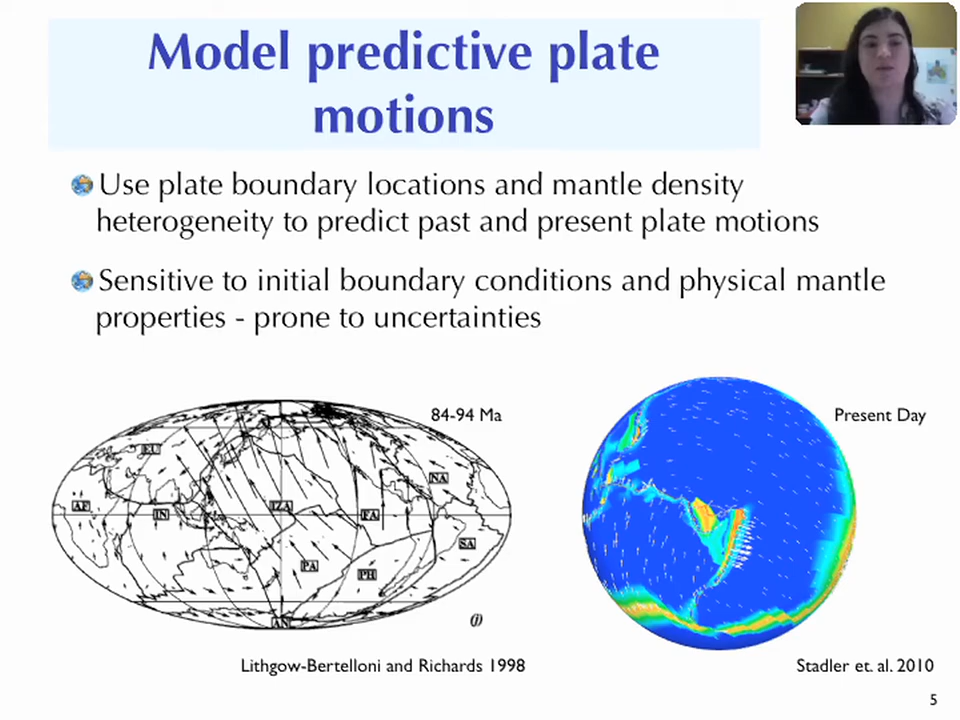 Model predictive plate
motions
Use plate boundary locations and mantle density
heterogeneity to predict past and present plate motions
Sensitive to initial boundary conditions and physical mantle
properties - prone to uncertainties
84-94 Ma
Present Day
EU
NA
AF
IN
IZA
FA
SA
PA
PH
AN
Lithgow-Bertelloni and Richards 1998
Stadler et. al. 2010
5